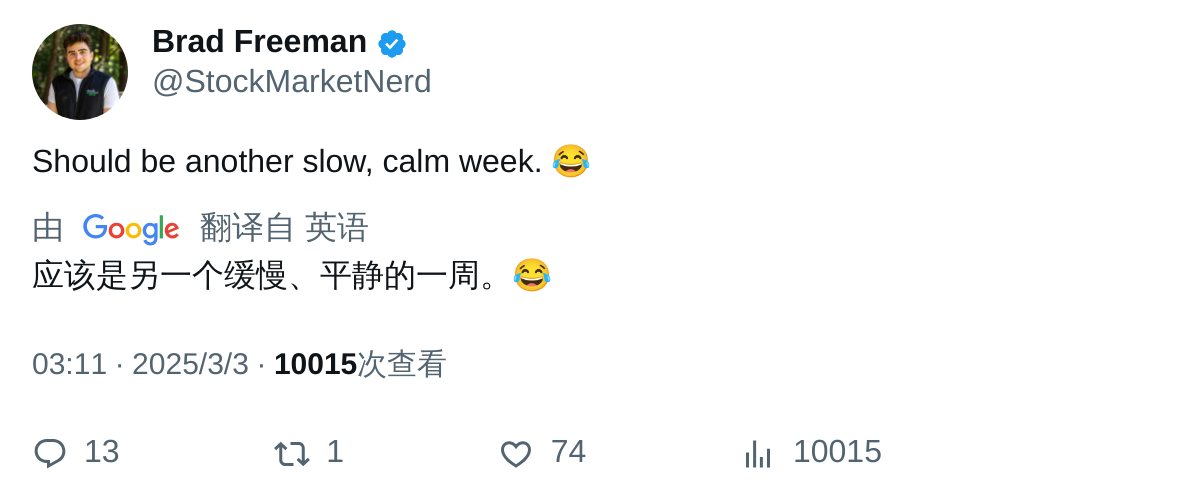 Brad Freeman
@StockMarketNerd
Should be another slow, calm week. 😂
由 Google 翻译自 英语
应该是另一个缓慢、平静的一周。😂
03:11 · 2025/3/3 · 10015次查看
13 1 74 10015